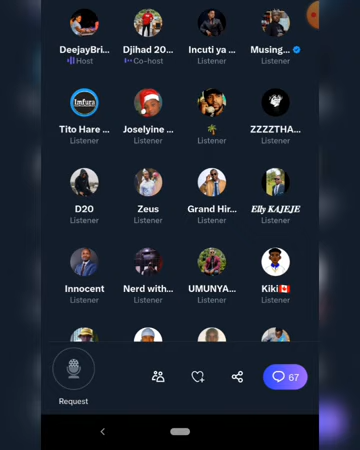 DeejayBri...
Djihad 20...
Incuti ya ...
Musing...
Host
Co-host
Listener
Listener
Imfura
Tito Hare ...
Joselyine ...
🌴
ZZZZTHA...
Listener
Listener
Listener
Listener
D20
Zeus
Grand Hir...
Elly KAJEJE
Listener
Listener
Listener
Listener
Innocent
Nerd with...
UMUNYA...
Kiki🇨🇦
Listener
Listener
Listener
Listener
67
Request